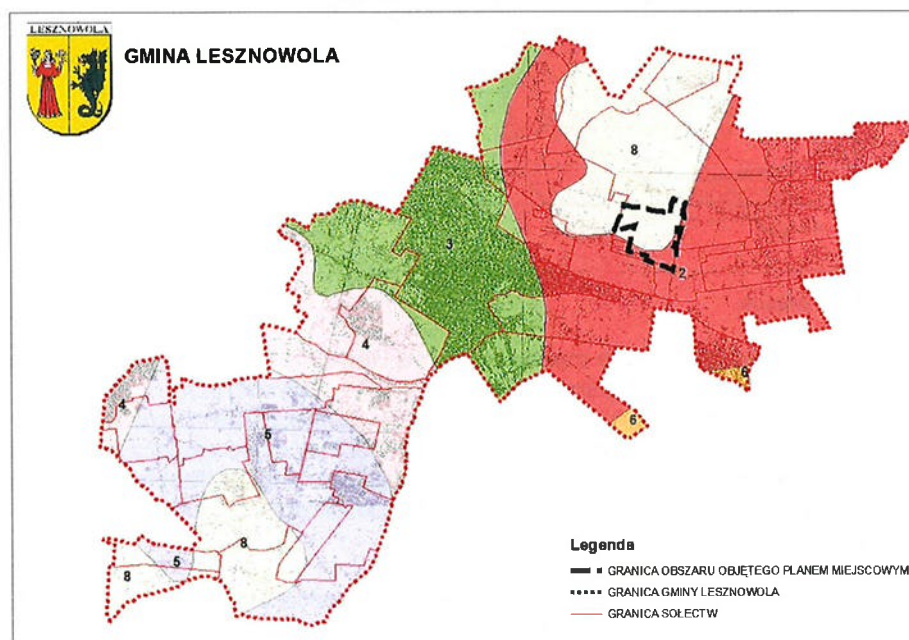 LESZNOWOLA
GMINA LESZNOWOLA
8
3
2
4
6
4
6
5
8
5
8
Legenda
GRANICA OBSZARU OBJĘTEGO PLANEM MIEJSCOWYM
GRANICA GMINY LESZNOWOLA
GRANICA SOŁECTW